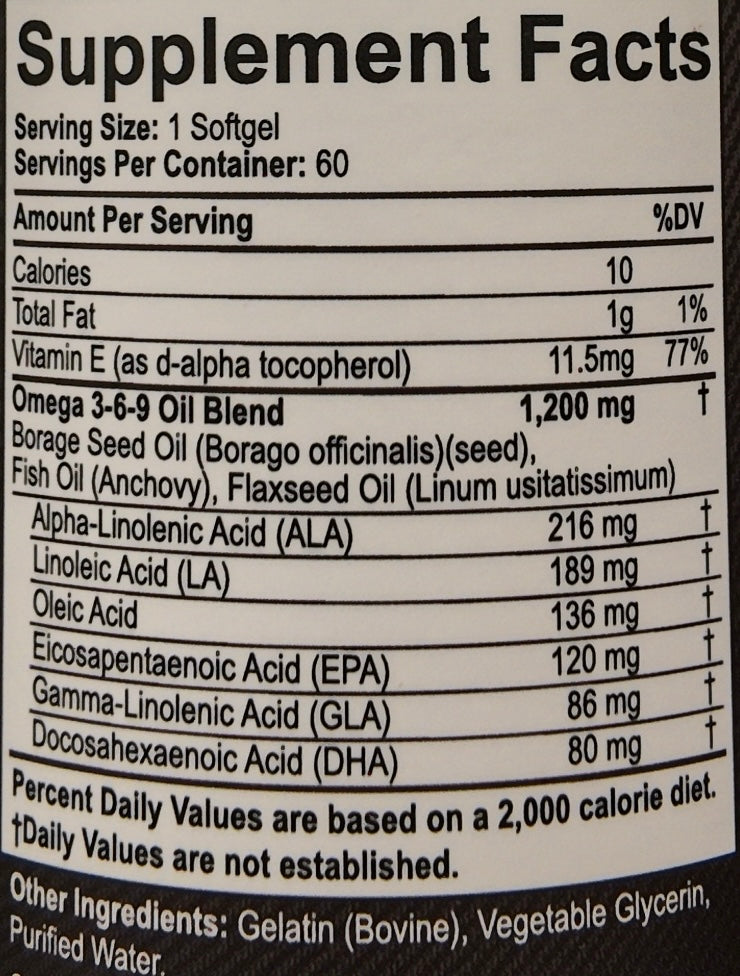 Supplement Facts
Serving Size: 1 Softgel
Servings Per Container: 60
Amount Per Serving %DV
Calories 10
Total Fat 1g 1%
Vitamin E (as d-alpha tocopherol) 11.5mg 77%
Omega 3-6-9 Oil Blend 1,200 mg †
Borage Seed Oil (Borago officinalis)(seed),
Fish Oil (Anchovy), Flaxseed Oil (Linum usitatissimum)
Alpha-Linolenic Acid (ALA) 216 mg †
Linoleic Acid (LA) 189 mg †
Oleic Acid 136 mg †
Eicosapentaenoic Acid (EPA) 120 mg †
Gamma-Linolenic Acid (GLA) 86 mg †
Docosahexaenoic Acid (DHA) 80 mg †
Percent Daily Values are based on a 2,000 calorie diet.
†Daily Values are not established.
Other Ingredients: Gelatin (Bovine), Vegetable Glycerin,
Purified Water.